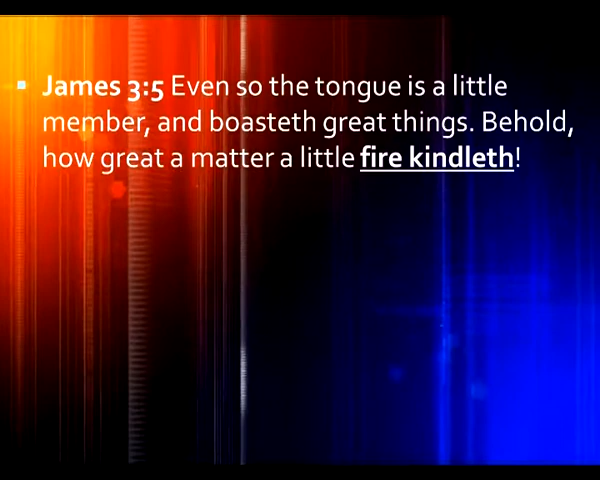 James 3:5 Even so the tongue is a little
member, and boasteth great things. Behold,
how great a matter a little fire kindleth!